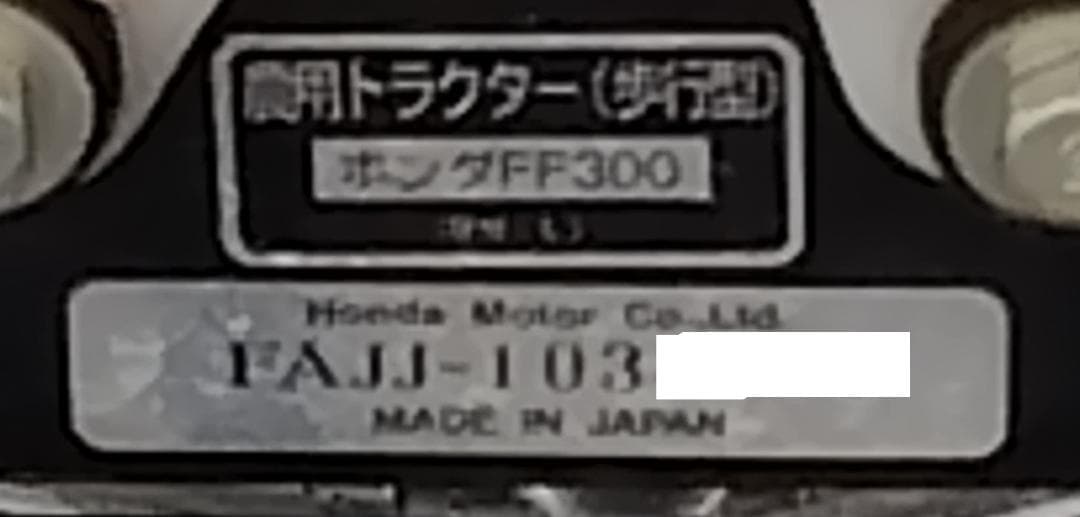 農用トラクター(歩行型)
ホンダFF300
Honda Motor Co.,Ltd.
FAJJ-103
MADE IN JAPAN